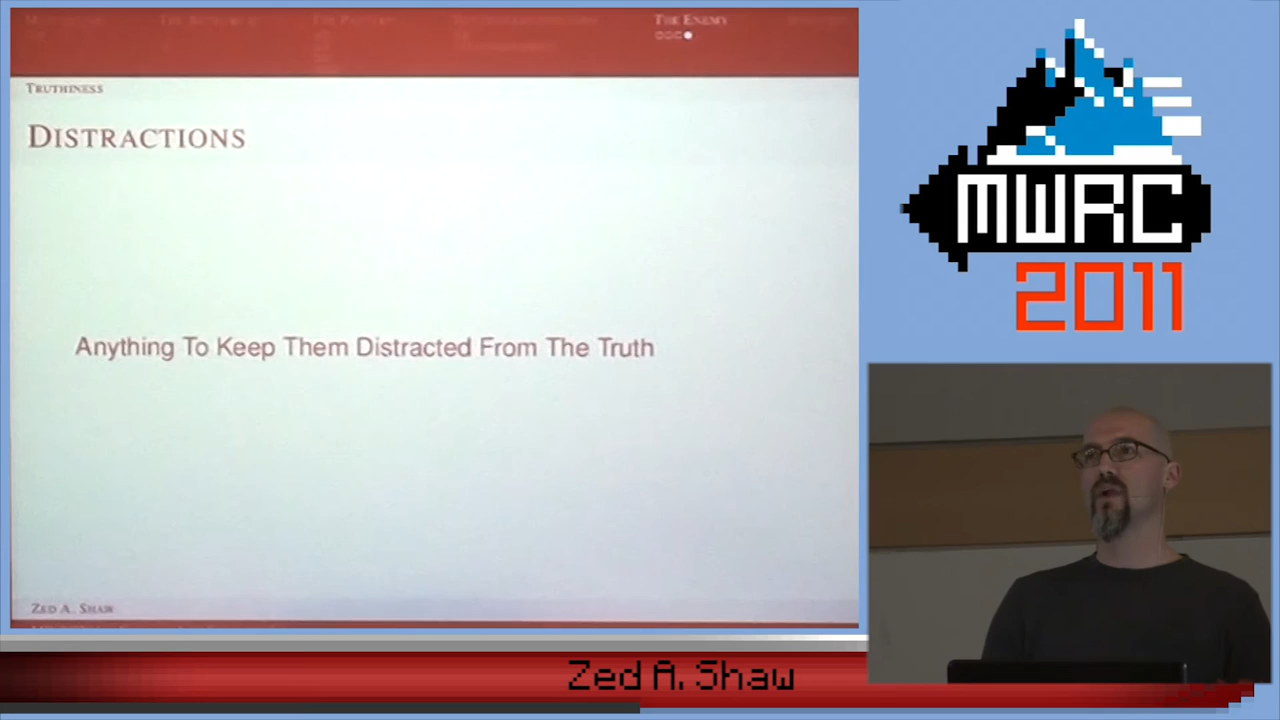 THE ENEMY
TRUTHINESS
DISTRACTIONS
Anything To Keep Them Distracted From The Truth
ZED A. SHAW
MWRC
2011
Zed A. Shaw